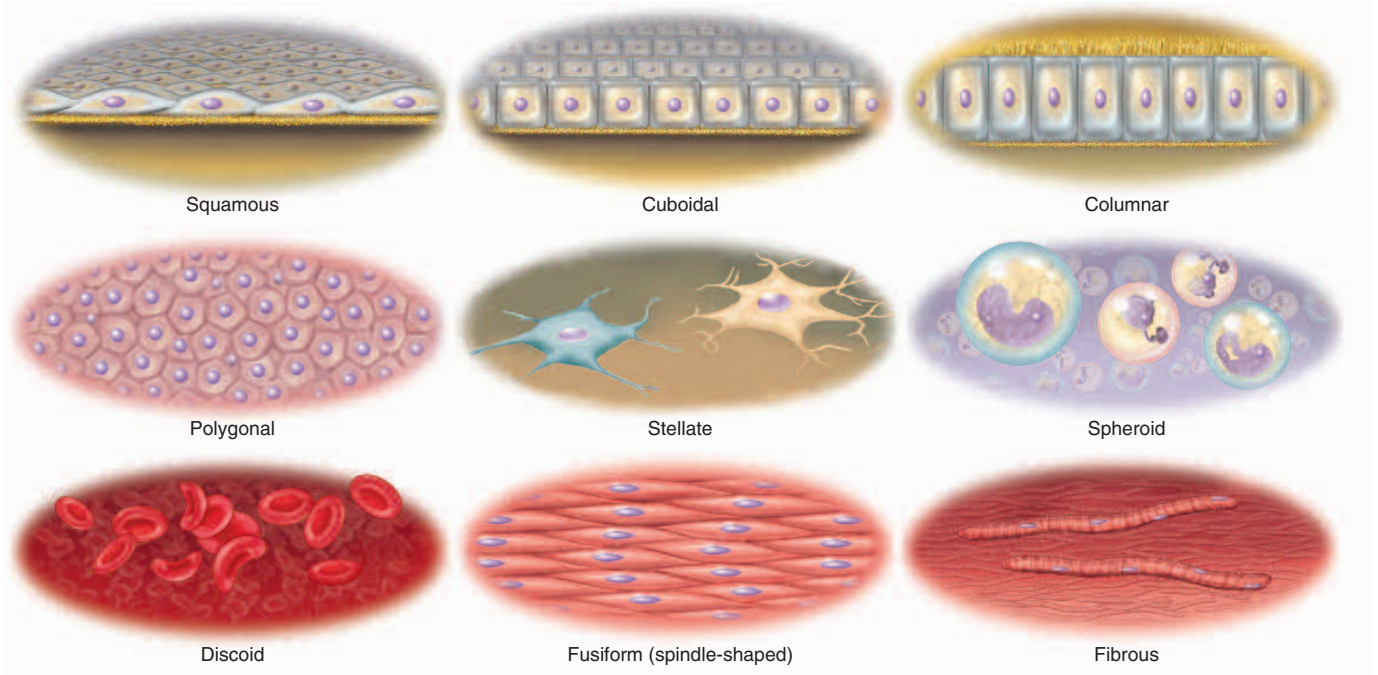 Squamous
Cuboidal
Columnar
Polygonal
Stellate
Spheroid
Discoid
Fusiform (spindle-shaped)
Fibrous